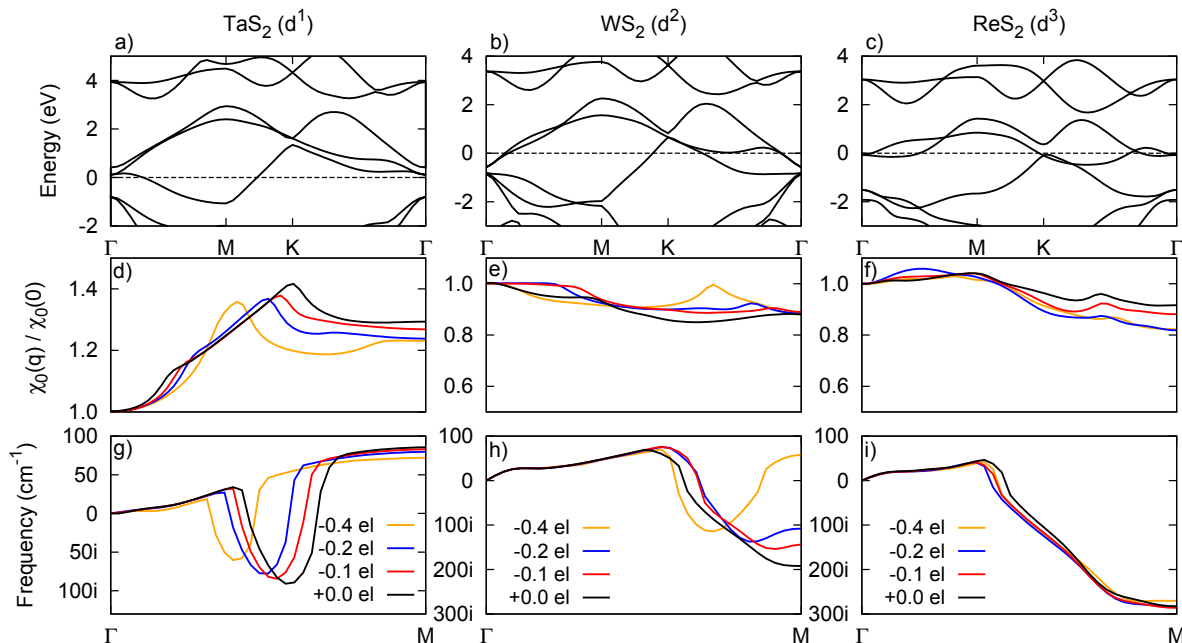 TaS2 (d1) WS2 (d2) ReS2 (d3)
a) b) c)
Energy (eV)
4 2 0 -2
4 2 0 -2
4 2 0 -2
Γ M K Γ
Γ M K Γ
Γ M K Γ
d) e) f)
χ0(q) / χ0(0)
1.4 1.2 1.0
1.0 0.8 0.6
1.0 0.8 0.6
g) h) i)
Frequency (cm-1)
100 50 0 50i 100i
100 0 100i 200i 300i
100 0 100i 200i 300i
-0.4 el
-0.2 el
-0.1 el
+0.0 el
-0.4 el
-0.2 el
-0.1 el
+0.0 el
-0.4 el
-0.2 el
-0.1 el
+0.0 el
Γ M
Γ M
Γ M